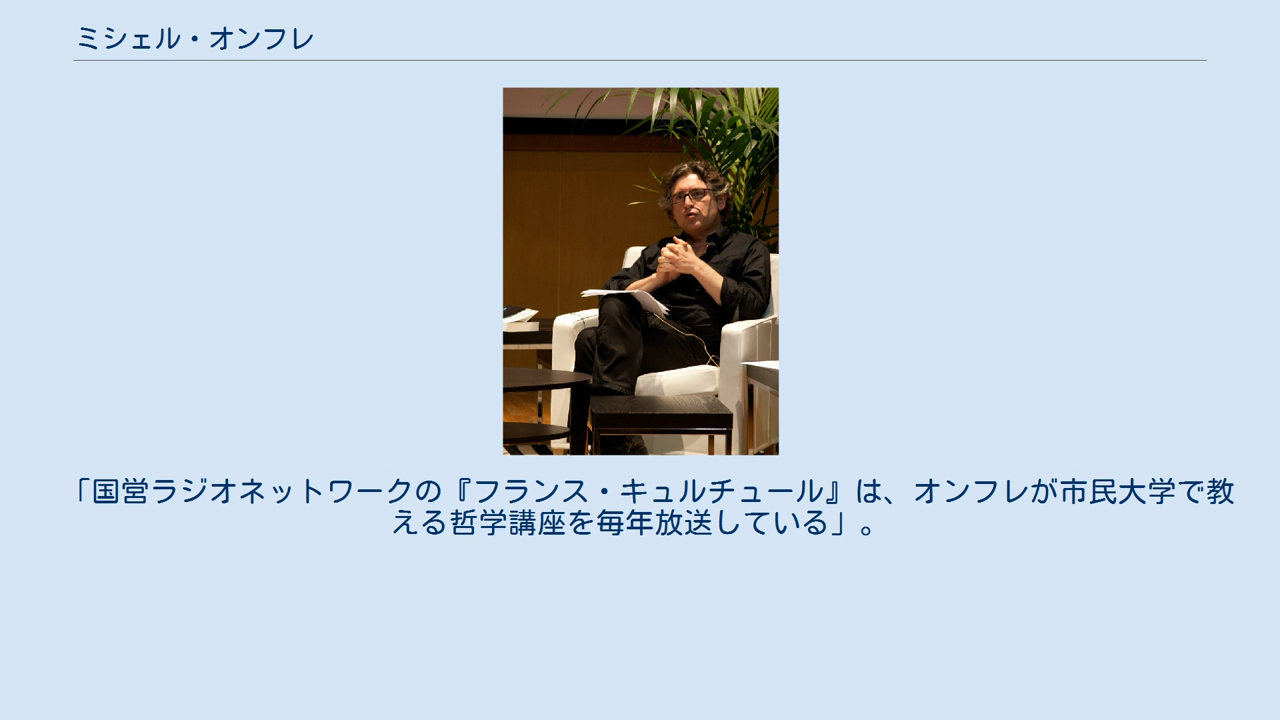 ミシェル・オンフレ
「国営ラジオネットワークの『フランス・キュルチュール』は、オンフレが市民大学で教
える哲学講座を毎年放送している」。